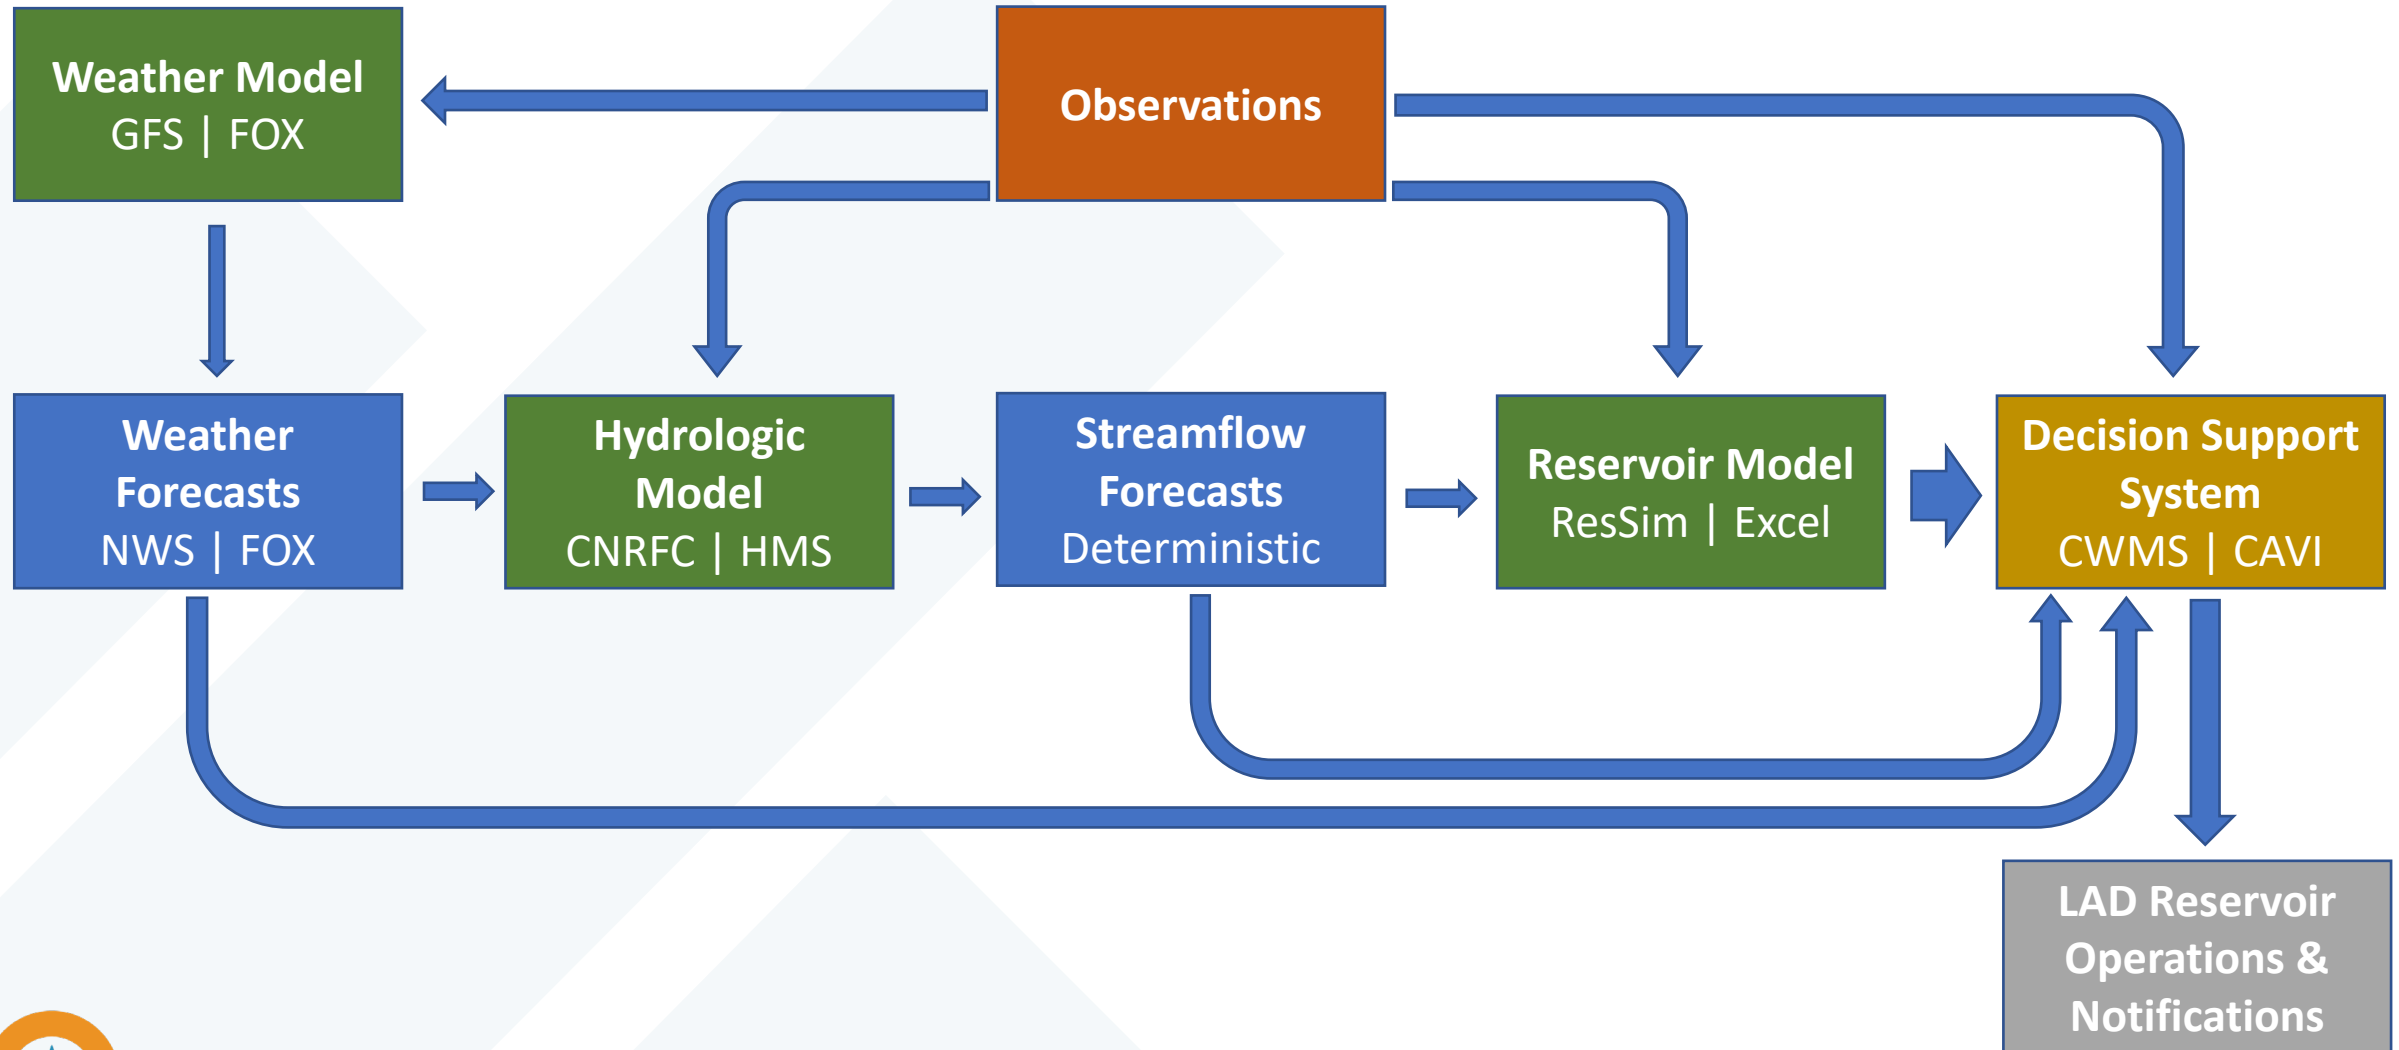 Weather Model
GFS | FOX
Observations
Weather
Forecasts
NWS | FOX
Hydrologic
Model
CNRFC | HMS
Streamflow
Forecasts
Deterministic
Reservoir Model
ResSim | Excel
Decision Support
System
CWMS | CAVI
LAD Reservoir
Operations &
Notifications